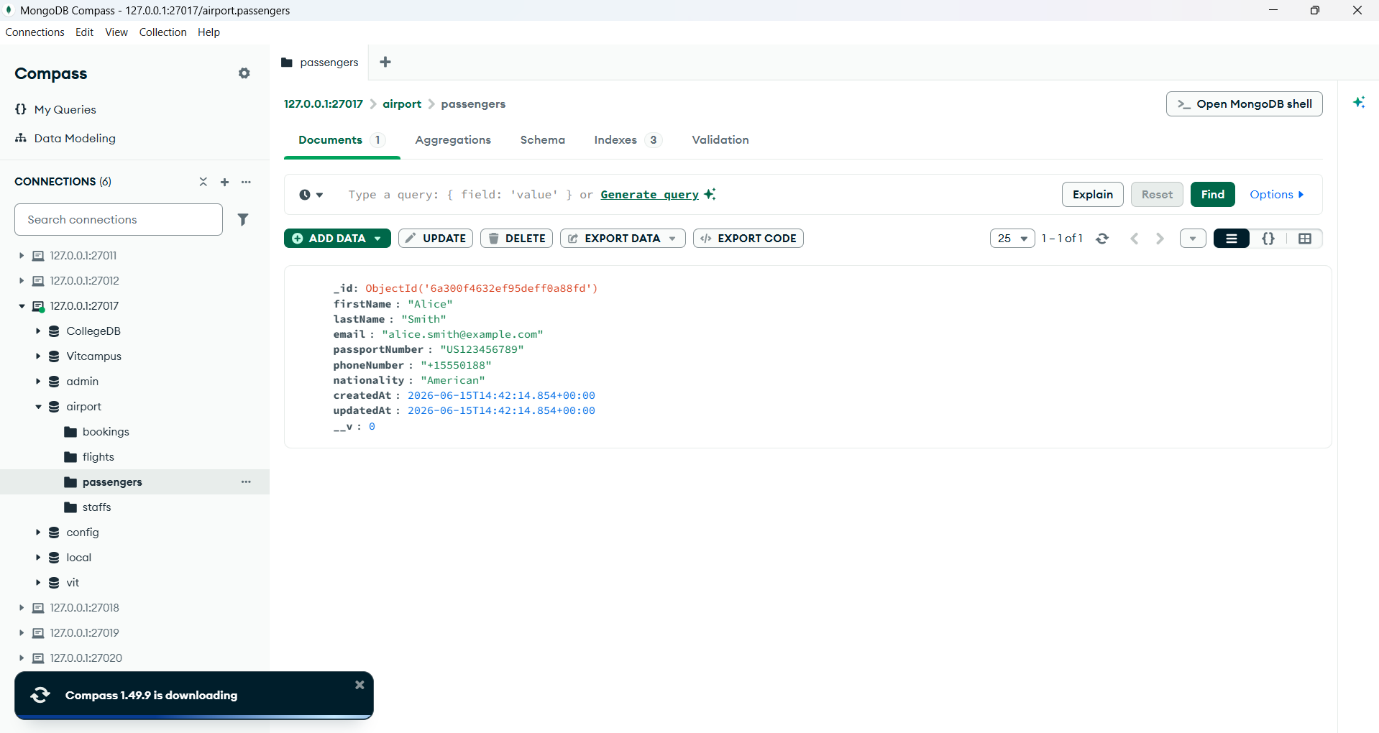 MongoDB Compass - 127.0.0.1:27017/airport.passengers
Connections Edit View Collection Help
Compass
My Queries
Data Modeling
CONNECTIONS (6)
Search connections
127.0.0.1:27011
127.0.0.1:27012
127.0.0.1:27017
CollegeDB
Vitcampus
admin
airport
bookings
flights
passengers
staffs
config
local
vit
127.0.0.1:27018
127.0.0.1:27019
127.0.0.1:27020
Compass 1.49.9 is downloading
passengers
127.0.0.1:27017 > airport > passengers
>_ Open MongoDB shell
Documents 1 Aggregations Schema Indexes 3 Validation
Type a query: { field: 'value' } or Generate query
Explain Reset Find Options
ADD DATA UPDATE DELETE EXPORT DATA EXPORT CODE
25 1 – 1 of 1
_id: ObjectId('6a300f4632ef95deff0a88fd')
firstName : "Alice"
lastName : "Smith"
email : "alice.smith@example.com"
passportNumber : "US123456789"
phoneNumber : "+15550188"
nationality : "American"
createdAt : 2026-06-15T14:42:14.854+00:00
updatedAt : 2026-06-15T14:42:14.854+00:00
__v : 0